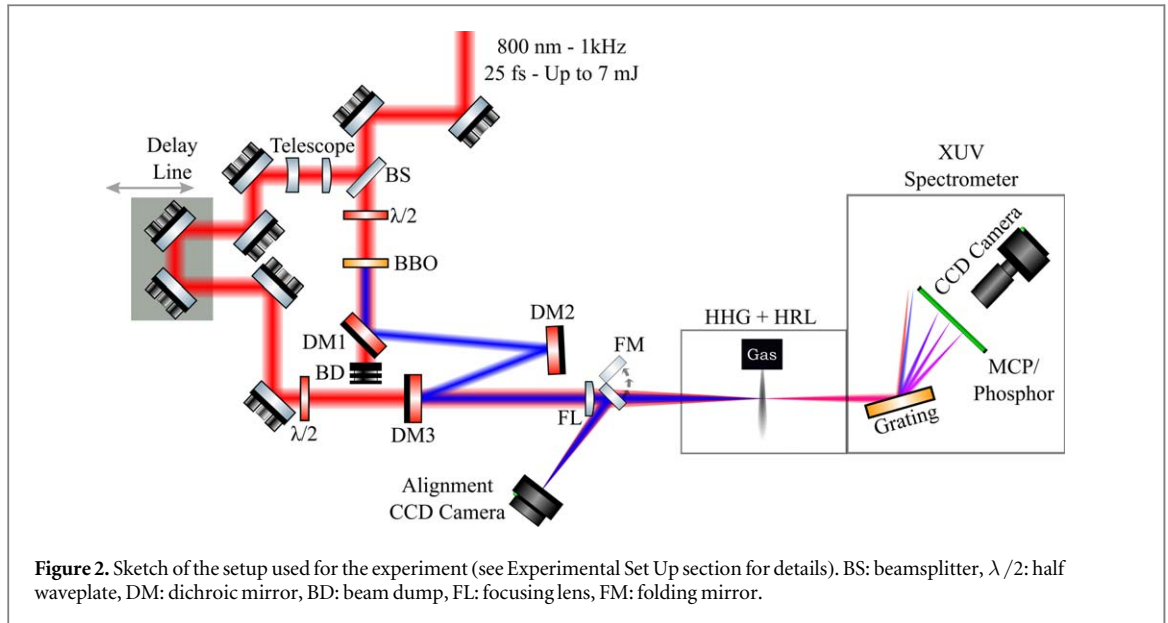 800 nm - 1kHz
25 fs - Up to 7 mJ
Delay
Line
Telescope
BS
λ/2
BBO
XUV
Spectrometer
CCD Camera
DM1
DM2
HHG + HRL
FM
Gas
BD
MCP/
Phosphor
λ/2
DM3
FL
Grating
Alignment
CCD Camera
Figure 2. Sketch of the setup used for the experiment (see Experimental Set Up section for details). BS: beamsplitter, λ/2: half
waveplate, DM: dichroic mirror, BD: beam dump, FL: focusing lens, FM: folding mirror.